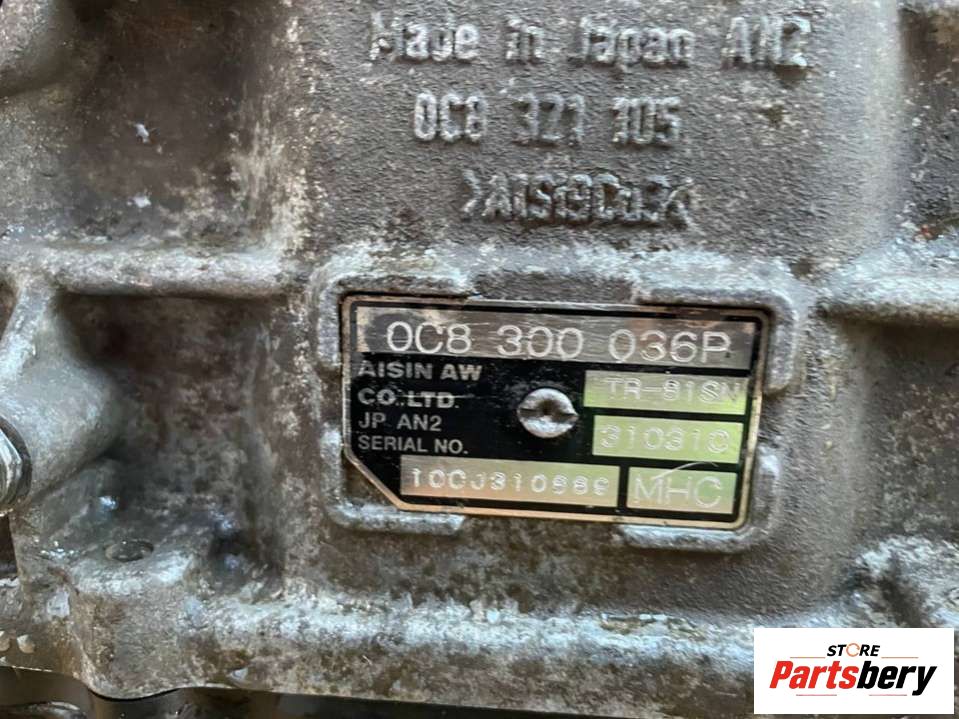 Made in Japan AN2
0C8 321 105
0C8 300 036P
AISIN AW
CO.,LTD.
TR-81SN
JP AN2
31031C
SERIAL NO.
MHC
STORE
Partsbery